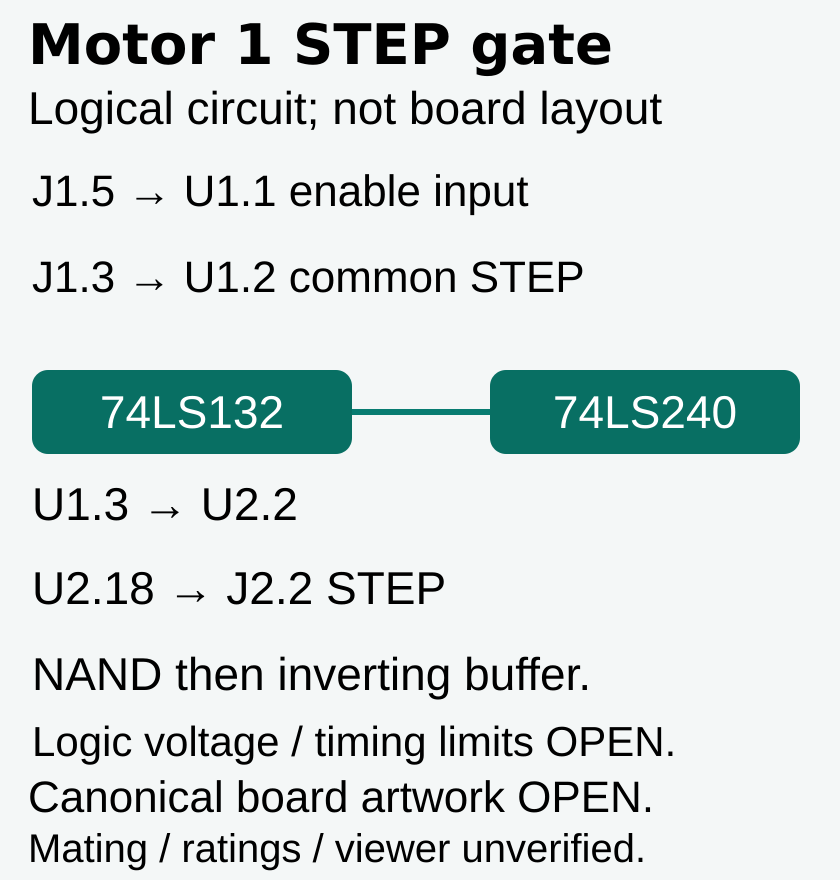 Motor 1 STEP gate
Logical circuit; not board layout
J1.5 → U1.1 enable input
J1.3 → U1.2 common STEP
74LS132 74LS240
U1.3 → U2.2
U2.18 → J2.2 STEP
NAND then inverting buffer.
Logic voltage / timing limits OPEN.
Canonical board artwork OPEN.
Mating / ratings / viewer unverified.